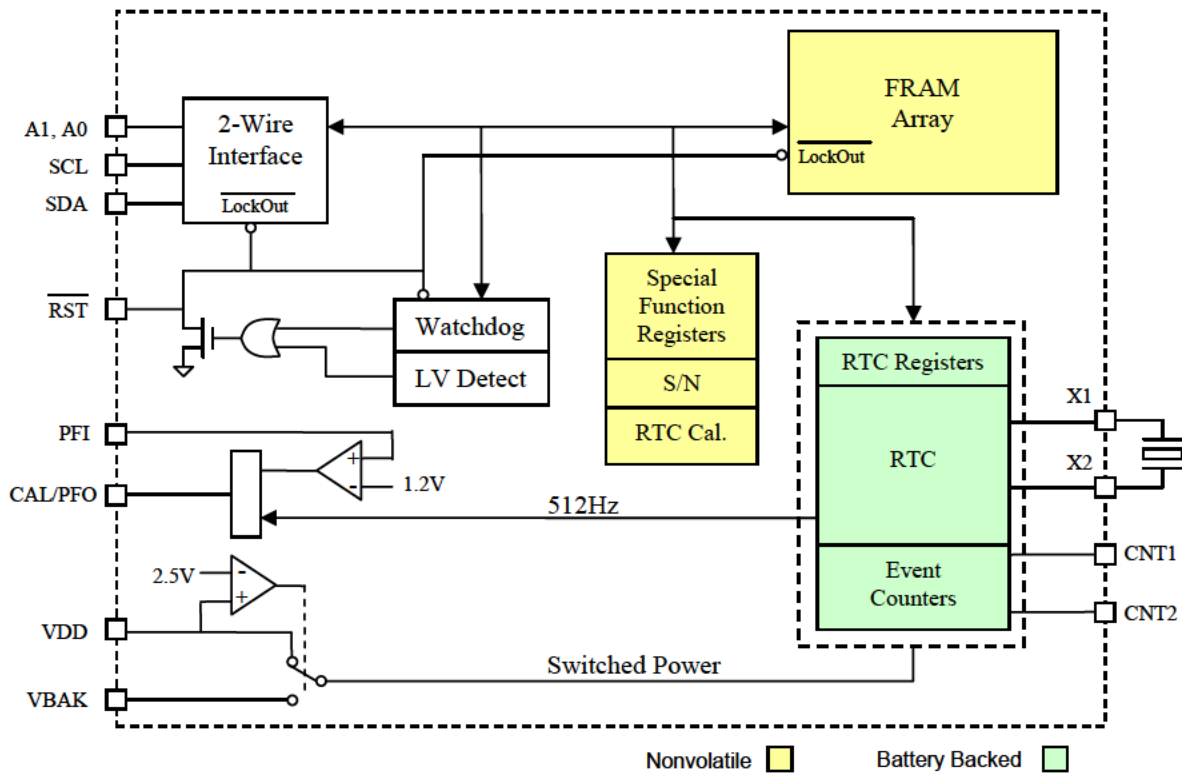 FRAM
Array
LockOut
2-Wire
Interface
LockOut
A1, A0
SCL
SDA
RST
Watchdog
LV Detect
Special
Function
Registers
S/N
RTC Cal.
RTC Registers
RTC
Event
Counters
X1
X2
CNT1
CNT2
PFI
+
-
1.2V
CAL/PFO
512Hz
2.5V
-
+
VDD
VBAK
Switched Power
Nonvolatile
Battery Backed